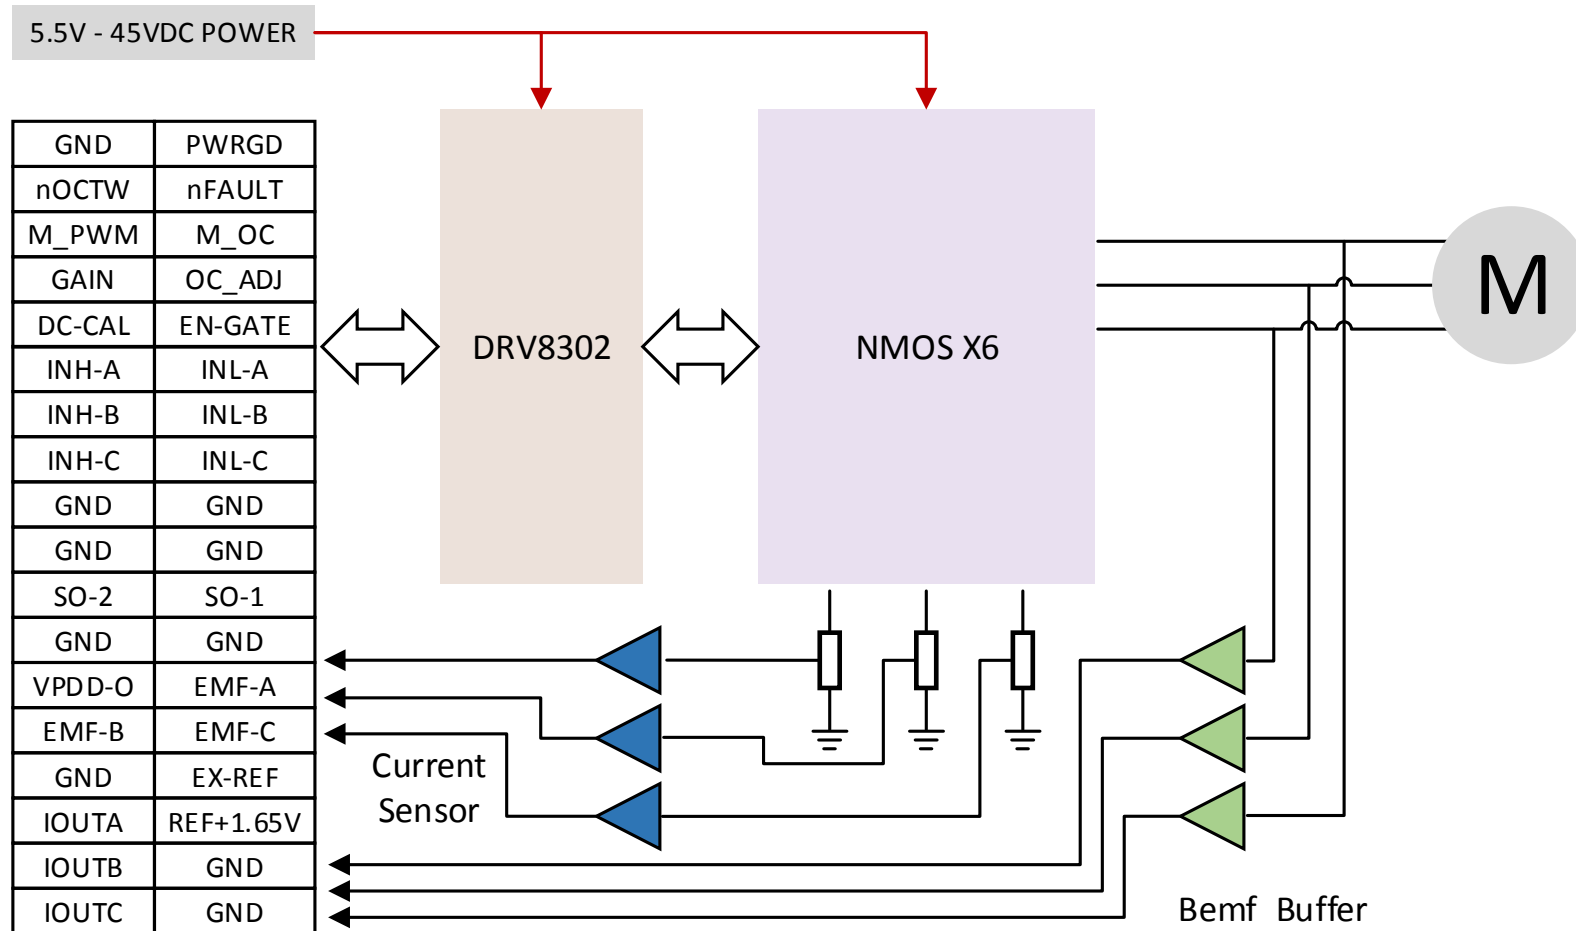 5.5V - 45VDC POWER
GND PWRGD
nOCTW nFAULT
M_PWM M_OC
GAIN OC_ADJ
DC-CAL EN-GATE
INH-A INL-A
INH-B INL-B
INH-C INL-C
GND GND
GND GND
SO-2 SO-1
GND GND
VPDD-O EMF-A
EMF-B EMF-C
GND EX-REF
IOUTA REF+1.65V
IOUTB GND
IOUTC GND
DRV8302
NMOS X6
M
Current
Sensor
Bemf Buffer